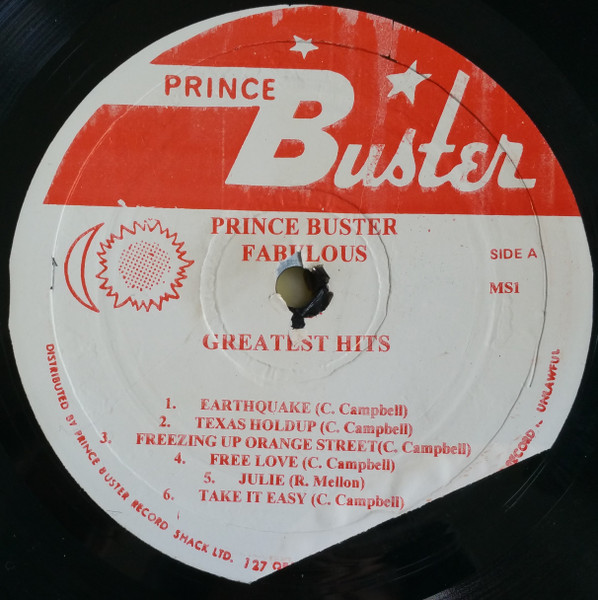 PRINCE
Buster
PRINCE BUSTER
FABULOUS
SIDE A
MS1
GREATEST HITS
1. EARTHQUAKE (C. Campbell)
2. TEXAS HOLDUP (C. Campbell)
3. FREEZING UP ORANGE STREET(C. Campbell)
4. FREE LOVE (C. Campbell)
5. JULIE (R. Mellon)
6. TAKE IT EASY (C. Campbell)
DISTRIBUTED BY PRINCE BUSTER RECORD SHACK LTD. 127
RECORD UNLAWFUL